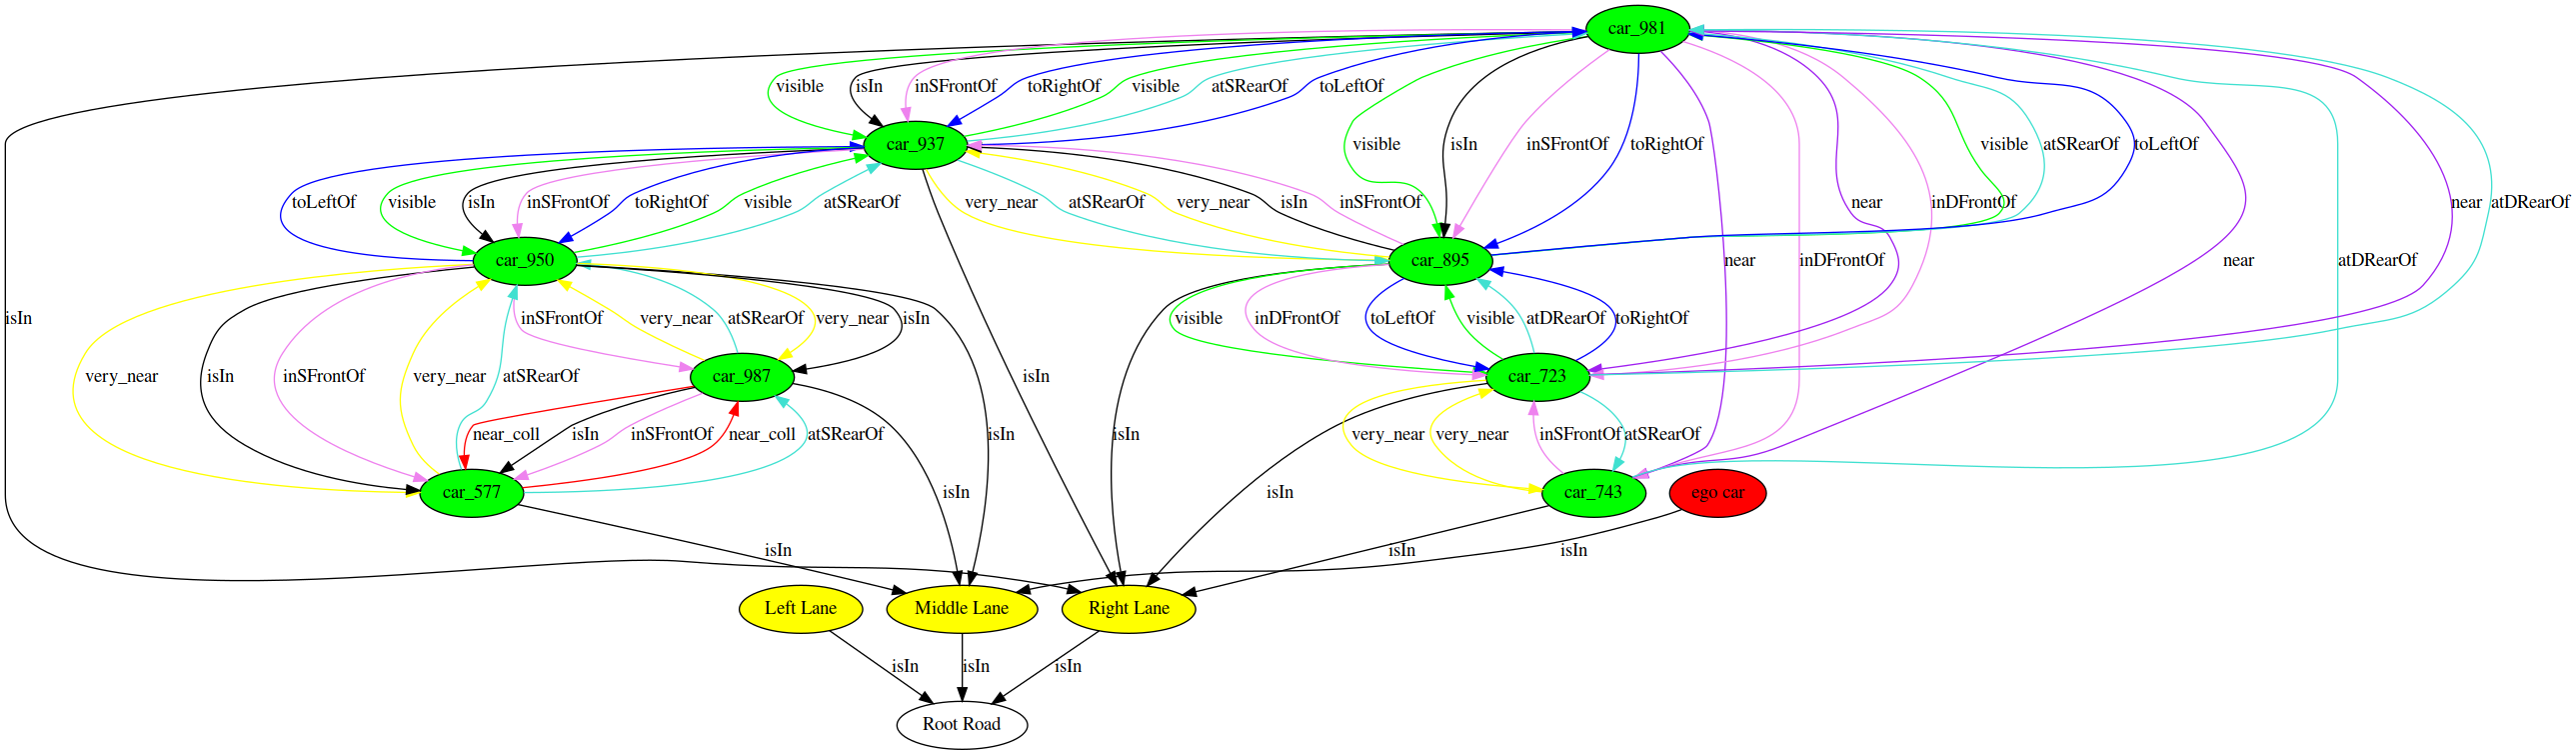 car_981
visible
isIn
inSFrontOf
toRightOf
visible
atSRearOf
toLeftOf
car_937
visible
isIn
inSFrontOf
toRightOf
visible
atSRearOf
toLeftOf
toLeftOf
visible
isIn
inSFrontOf
toRightOf
visible
atSRearOf
very_near
atSRearOf
very_near
isIn
inSFrontOf
near
inDFrontOf
near
atDRearOf
car_950
car_895
near
inDFrontOf
near
atDRearOf
isIn
inSFrontOf
very_near
atSRearOf
very_near
isIn
visible
inDFrontOf
toLeftOf
visible
atDRearOf
toRightOf
very_near
isIn
inSFrontOf
very_near
atSRearOf
car_987
isIn
car_723
near_coll
isIn
inSFrontOf
near_coll
atSRearOf
isIn
isIn
very_near
very_near
inSFrontOf
atSRearOf
car_577
isIn
isIn
car_743
ego car
isIn
isIn
isIn
Left Lane
Middle Lane
Right Lane
isIn
isIn
isIn
Root Road